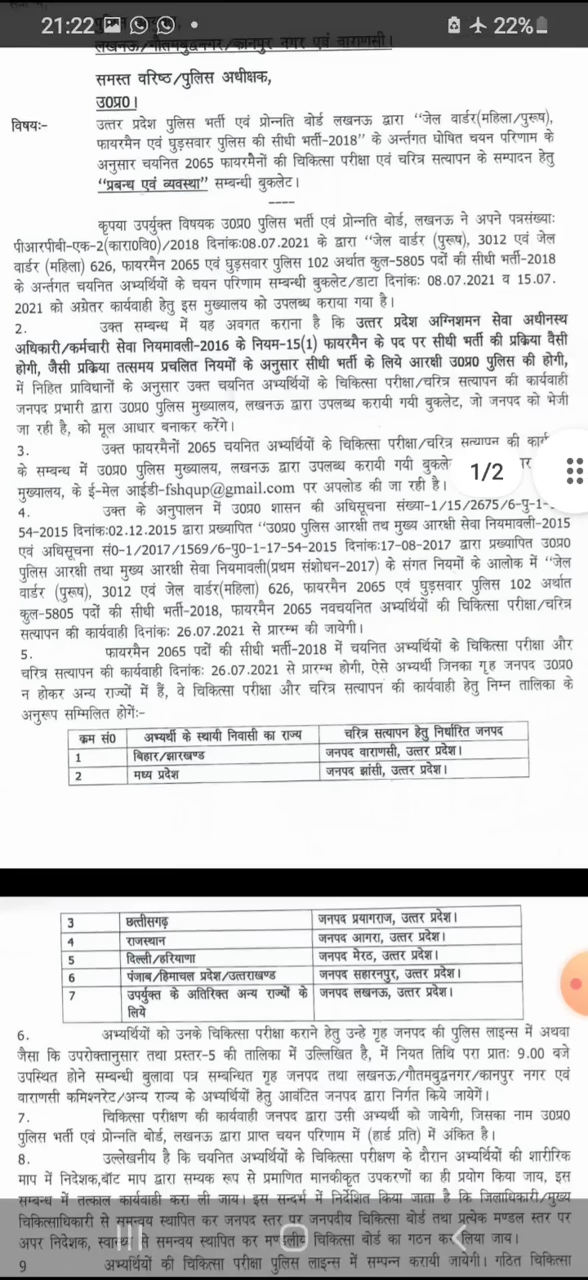 21:22
22%
लखनऊ/गौतमबुद्धनगर/कानपुर नगर एवं वाराणसी।
समस्त वरिष्ठ/पुलिस अधीक्षक,
उ0प्र0।
विषयः- उत्तर प्रदेश पुलिस भर्ती एवं प्रोन्नति बोर्ड लखनऊ द्वारा "जेल वार्डर(महिला/पुरूष),
फायरमैन एवं घुड़सवार पुलिस की सीधी भर्ती-2018" के अर्न्तगत घोषित चयन परिणाम के
अनुसार चयनित 2065 फायरमैनों की चिकित्सा परीक्षा एवं चरित्र सत्यापन के सम्पादन हेतु
"प्रबन्ध एवं व्यवस्था" सम्बन्धी बुकलेट।
----
कृपया उपर्युक्त विषयक उ0प्र0 पुलिस भर्ती एवं प्रोन्नति बोर्ड, लखनऊ ने अपने पत्रसंख्याः
पीआरपीबी-एक-2(कारा0वि0)/2018 दिनांकः08.07.2021 के द्वारा "जेल वार्डर (पुरूष), 3012 एवं जेल
वार्डर (महिला) 626, फायरमैन 2065 एवं घुड़सवार पुलिस 102 अर्थात कुल-5805 पदों की सीधी भर्ती-2018
के अर्न्तगत चयनित अभ्यर्थियों के चयन परिणाम सम्बन्धी बुकलेट/डाटा दिनांकः 08.07.2021 व 15.07.
2021 को अग्रेतर कार्यवाही हेतु इस मुख्यालय को उपलब्ध कराया गया है।
2. उक्त सम्बन्ध में यह अवगत कराना है कि उत्तर प्रदेश अग्निशमन सेवा अधीनस्थ
अधिकारी/कर्मचारी सेवा नियमावली-2016 के नियम-15(1) फायरमैन के पद पर सीधी भर्ती की प्रकिया वैसी
होगी, जैसी प्रकिया तत्समय प्रचलित नियमों के अनुसार सीधी भर्ती के लिये आरक्षी उ0प्र0 पुलिस की होगी,
में निहित प्राविधानों के अनुसार उक्त चयनित अभ्यर्थियों के चिकित्सा परीक्षा/चरित्र सत्यापन की कार्यवाही
जनपद प्रभारी द्वारा उ0प्र0 पुलिस मुख्यालय, लखनऊ द्वारा उपलब्ध करायी गयी बुकलेट, जो जनपद को भेजी
जा रही है, को मूल आधार बनाकर करेंगे।
3. उक्त फायरमैनों 2065 चयनित अभ्यर्थियों के चिकित्सा परीक्षा/चरित्र सत्यापन की
के सम्बन्ध में उ0प्र0 पुलिस मुख्यालय, लखनऊ द्वारा उपलब्ध करायी गयी
1/2
मुख्यालय, के ई-मेल आईडी-fshqup@gmail.com पर अपलोड की जा रही है।
4. उक्त के अनुपालन में उ0प्र0 शासन की अधिसूचना संख्या-1/15/2675/6-पु-1-
54-2015 दिनांकः02.12.2015 द्वारा प्रख्यापित "उ0प्र0 पुलिस आरक्षी तथ मुख्य आरक्षी सेवा नियमावली-2015
एवं अधिसूचना सं0-1/2017/1569/6-पु0-1-17-54-2015 दिनांकः17-08-2017 द्वारा प्रख्यापित उ0प्र0
पुलिस आरक्षी तथा मुख्य आरक्षी सेवा नियमावली(प्रथम संशोधन-2017) के संगत नियमों के आलोक में "जेल
वार्डर (पुरूष), 3012 एवं जेल वार्डर(महिला) 626, फायरमैन 2065 एवं घुड़सवार पुलिस 102 अर्थात
कुल-5805 पदों की सीधी भर्ती-2018, फायरमैन 2065 नवचयनित अभ्यर्थियों की चिकित्सा परीक्षा/चरित्र
सत्यापन की कार्यवाही दिनांकः 26.07.2021 से प्रारम्भ की जायेगी।
5. फायरमैन 2065 पदों की सीधी भर्ती-2018 में चयनित अभ्यर्थियों के चिकित्सा परीक्षा और
चरित्र सत्यापन की कार्यवाही दिनांकः 26.07.2021 से प्रारम्भ होगी, ऐसे अभ्यर्थी जिनका गृह जनपद उ0प्र0
न होकर अन्य राज्यों में हैं, वे चिकित्सा परीक्षा और चरित्र सत्यापन की कार्यवाही हेतु निम्न तालिका के
अनुरूप सम्मिलित होगेंः-
क्रम सं0 अभ्यर्थी के स्थायी निवासी का राज्य चरित्र सत्यापन हेतु निर्धारित जनपद
1 बिहार/झारखण्ड जनपद वाराणसी, उत्तर प्रदेश।
2 मध्य प्रदेश जनपद झांसी, उत्तर प्रदेश।
3 छत्तीसगढ़ जनपद प्रयागराज, उत्तर प्रदेश।
4 राजस्थान जनपद आगरा, उत्तर प्रदेश।
5 दिल्ली/हरियाणा जनपद मेरठ, उत्तर प्रदेश।
6 पंजाब/हिमाचल प्रदेश/उत्तराखण्ड जनपद सहारनपुर, उत्तर प्रदेश।
7 उपर्युक्त के अतिरिक्त अन्य राज्यों के जनपद लखनऊ, उत्तर प्रदेश।
लिये
6. अभ्यर्थियों को उनके चिकित्सा परीक्षा कराने हेतु उन्हे गृह जनपद की पुलिस लाइन्स में अथवा
जैसा कि उपरोक्तानुसार तथा प्रस्तर-5 की तालिका में उल्लिखित है, में नियत तिथि परा प्रातः 9.00 बजे
उपस्थित होने सम्बन्धी बुलावा पत्र सम्बन्धित गृह जनपद तथा लखनऊ/गौतमबुद्वनगर/कानपुर नगर एवं
वाराणसी कमिश्नरेट/अन्य राज्य के अभ्यर्थियों हेतु आवंटित जनपद द्वारा निर्गत किये जायेगें।
7. चिकित्सा परीक्षण की कार्यवाही जनपद द्वारा उसी अभ्यर्थी को जायेगी, जिसका नाम उ0प्र0
पुलिस भर्ती एवं प्रोन्नति बोर्ड, लखनऊ द्वारा प्राप्त चयन परिणाम में (हार्ड प्रति) में अंकित है।
8. उल्लेखनीय है कि चयनित अभ्यर्थियों के चिकित्सा परीक्षण के दौरान अभ्यर्थियों की शारीरिक
माप में निदेशक,बॉट माप द्वारा सम्यक रूप से प्रमाणित मानकीकृत उपकरणों का ही प्रयोग किया जाय, इस
सम्बन्ध में तत्काल कार्यवाही करा ली जाय। इस सन्दर्भ में निर्देशित किया जाता है कि जिलाधिकारी/मुख्य
चिकित्साधिकारी से समन्वय स्थापित कर जनपद स्तर पर जनपदीय चिकित्सा बोर्ड तथा प्रत्येक मण्डल स्तर पर
अपर निदेशक, स्वास्थ्य से समन्वय स्थापित कर मण्डलीय चिकित्सा बोर्ड का गठन कर लिया जाय।
9 अभ्यर्थियों की चिकित्सा परीक्षा पुलिस लाइन्स में सम्पन्न करायी जायेगी। गठित चिकित्सा